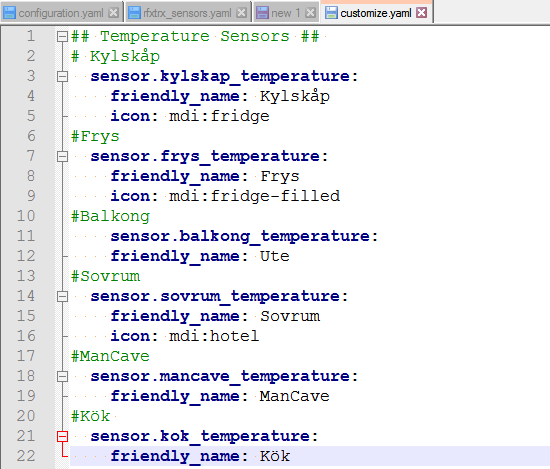 configuration.yaml rfxtrx_sensors.yaml new 1 customize.yaml
1 ## Temperature Sensors ##
2 # Kylskåp
3 sensor.kylskap_temperature:
4 friendly_name: Kylskåp
5 icon: mdi:fridge
6 #Frys
7 sensor.frys_temperature:
8 friendly_name: Frys
9 icon: mdi:fridge-filled
10 #Balkong
11 sensor.balkong_temperature:
12 friendly_name: Ute
13 #Sovrum
14 sensor.sovrum_temperature:
15 friendly_name: Sovrum
16 icon: mdi:hotel
17 #ManCave
18 sensor.mancave_temperature:
19 friendly_name: ManCave
20 #Kök
21 sensor.kok_temperature:
22 friendly_name: Kök